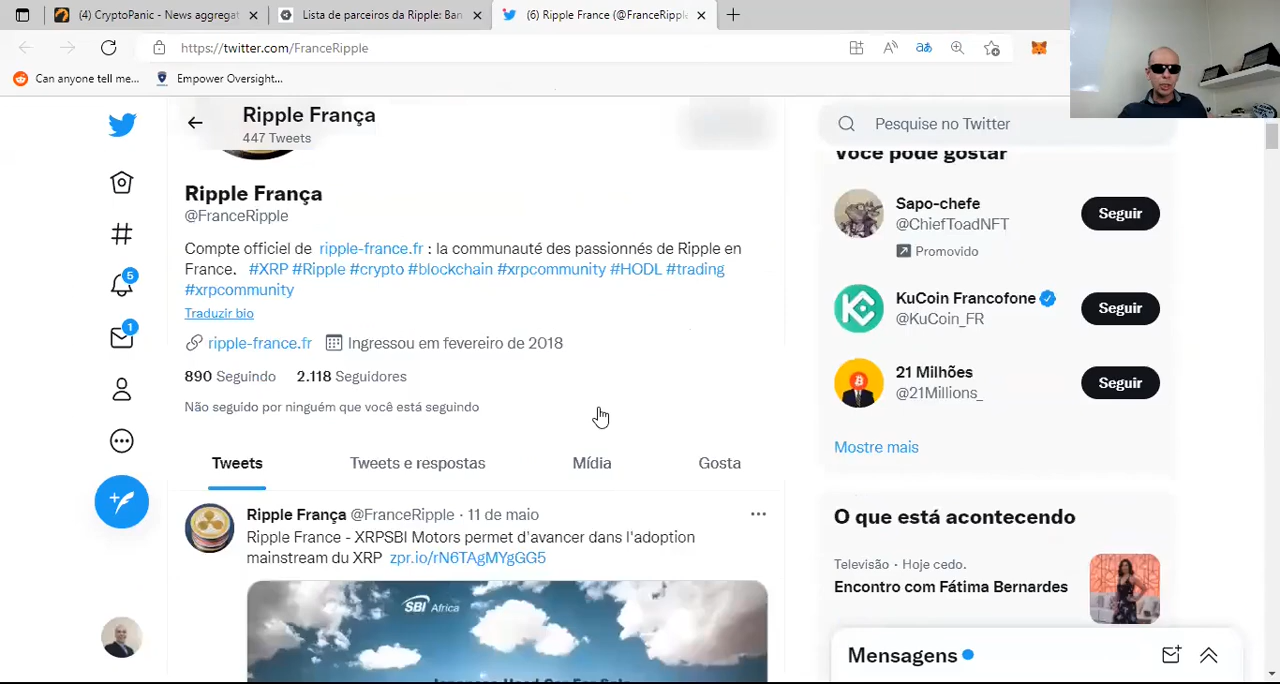 (4) CryptoPanic - News aggregat
Lista de parceiros da Ripple: Ban
(6) Ripple France (@FranceRipple
https://twitter.com/FranceRipple
Can anyone tell me...
Empower Oversight...
Ripple França
447 Tweets
Pesquise no Twitter
Ripple França
@FranceRipple
Compte officiel de ripple-france.fr : la communauté des passionnés de Ripple en
France. #XRP #Ripple #crypto #blockchain #xrpcommunity #HODL #trading
#xrpcommunity
Traduzir bio
ripple-france.fr Ingressou em fevereiro de 2018
890 Seguindo 2.118 Seguidores
Não seguido por ninguém que você está seguindo
Tweets Tweets e respostas Mídia Gosta
Ripple França @FranceRipple · 11 de maio
Ripple France - XRPSBI Motors permet d'avancer dans l'adoption
mainstream du XRP zpr.io/rN6TAgMYgGG5
SBI Africa
5
1
Você pode gostar
Sapo-chefe
@ChiefToadNFT
Promovido
Seguir
KuCoin Francofone
@KuCoin_FR
Seguir
21 Milhões
@21Millions_
Seguir
Mostre mais
O que está acontecendo
Televisão · Hoje cedo.
Encontro com Fátima Bernardes
Mensagens